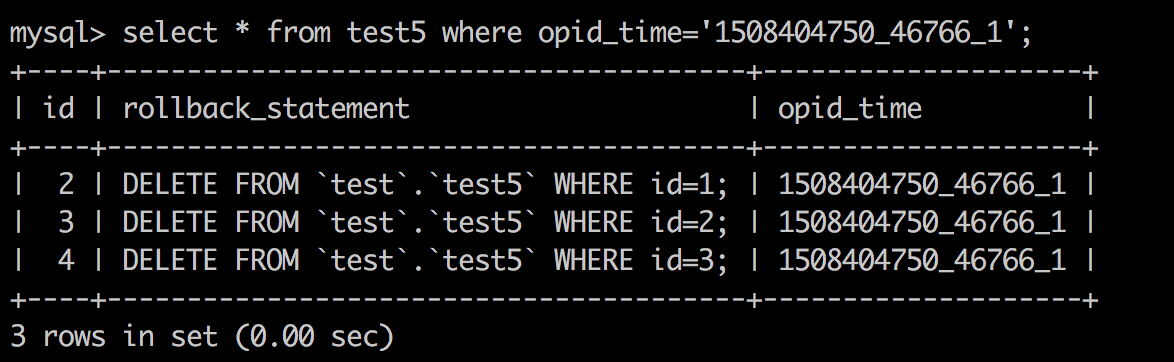 mysql> select * from test5 where opid_time='1508404750_46766_1';
+----+----------------------------------------+--------------------+
| id | rollback_statement                     | opid_time          |
+----+----------------------------------------+--------------------+
|  2 | DELETE FROM `test`.`test5` WHERE id=1; | 1508404750_46766_1 |
|  3 | DELETE FROM `test`.`test5` WHERE id=2; | 1508404750_46766_1 |
|  4 | DELETE FROM `test`.`test5` WHERE id=3; | 1508404750_46766_1 |
+----+----------------------------------------+--------------------+
3 rows in set (0.00 sec)